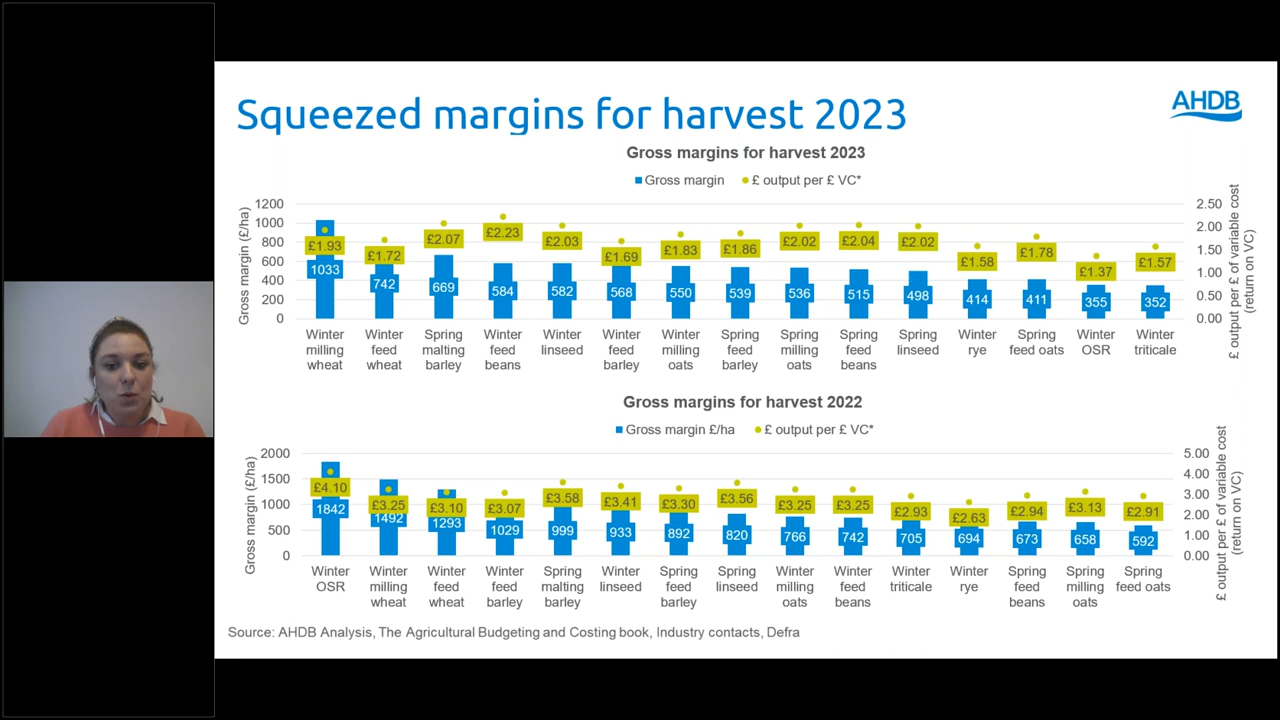 Squeezed margins for harvest 2023
AHDB
Gross margins for harvest 2023
Gross margin £ output per £ VC*
Gross margin (£/ha)
1200
1000
800
600
400
200
0
£1.93 £1.72 £2.07 £2.23 £2.03 £1.69 £1.83 £1.86 £2.02 £2.04 £2.02 £1.58 £1.78 £1.37 £1.57
1033 742 669 584 582 568 550 539 536 515 498 414 411 355 352
2.50
2.00
1.50
1.00
0.50
0.00
£ output per £ of variable cost
(return on VC)
Winter Winter Spring Winter Winter Winter Winter Spring Spring Spring Spring Winter Spring Winter Winter
milling feed malting feed linseed feed milling feed milling feed linseed rye feed oats OSR triticale
wheat wheat barley beans barley oats barley oats beans
Gross margins for harvest 2022
Gross margin £/ha £ output per £ VC*
Gross margin (£/ha)
2000
1500
1000
500
0
£4.10 £3.25 £3.10 £3.07 £3.58 £3.41 £3.30 £3.56 £3.25 £3.25 £2.93 £2.63 £2.94 £3.13 £2.91
1842 1492 1293 1029 999 933 892 820 766 742 705 694 673 658 592
5.00
4.00
3.00
2.00
1.00
0.00
£ output per £ of variable cost
(return on VC)
Winter Winter Winter Winter Spring Winter Spring Spring Winter Winter Winter Winter Spring Spring Spring
OSR milling feed feed malting linseed feed linseed milling feed triticale rye feed milling feed oats
wheat wheat barley barley barley oats beans beans oats
Source: AHDB Analysis, The Agricultural Budgeting and Costing book, Industry contacts, Defra